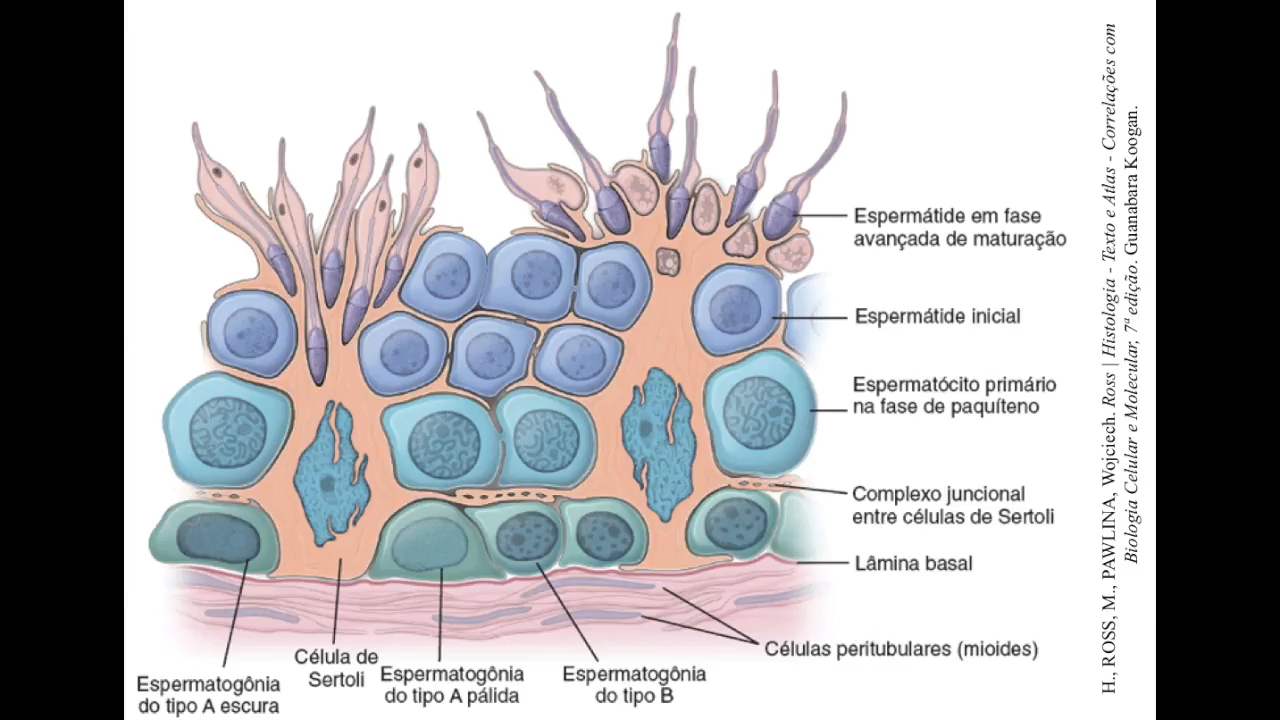 Espermátide em fase
avançada de maturação
Espermátide inicial
Espermatócito primário
na fase de paquíteno
Complexo juncional
entre células de Sertoli
Lâmina basal
Células peritubulares (mioides)
Espermatogônia
do tipo A escura
Célula de
Sertoli
Espermatogônia
do tipo A pálida
Espermatogônia
do tipo B
H., ROSS, M., PAWLINA, Wojciech. Ross | Histologia - Texto e Atlas - Correlações com
Biologia Celular e Molecular, 7ª edição. Guanabara Koogan.